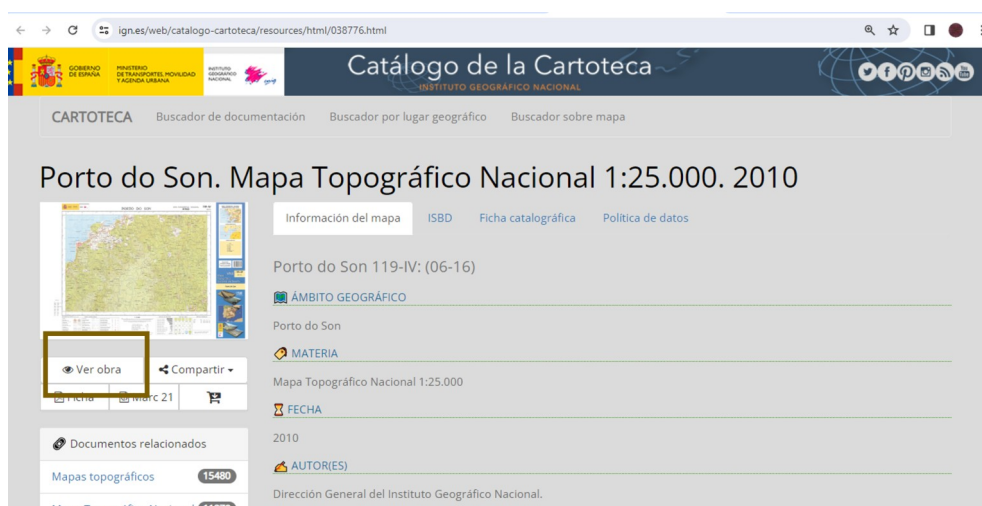 ign.es/web/catalogo-cartoteca/resources/html/038776.html
GOBIERNO DE ESPAÑA
MINISTERIO DE TRANSPORTES, MOVILIDAD Y AGENDA URBANA
INSTITUTO GEOGRÁFICO NACIONAL
Catálogo de la Cartoteca
INSTITUTO GEOGRÁFICO NACIONAL
CARTOTECA Buscador de documentación Buscador por lugar geográfico Buscador sobre mapa
Porto do Son. Mapa Topográfico Nacional 1:25.000. 2010
Información del mapa ISBD Ficha catalográfica Política de datos
Porto do Son 119-IV: (06-16)
ÁMBITO GEOGRÁFICO
Porto do Son
MATERIA
Mapa Topográfico Nacional 1:25.000
FECHA
2010
AUTOR(ES)
Dirección General del Instituto Geográfico Nacional.
Ver obra Compartir
Ficha Marc 21
Documentos relacionados
Mapas topográficos 15480